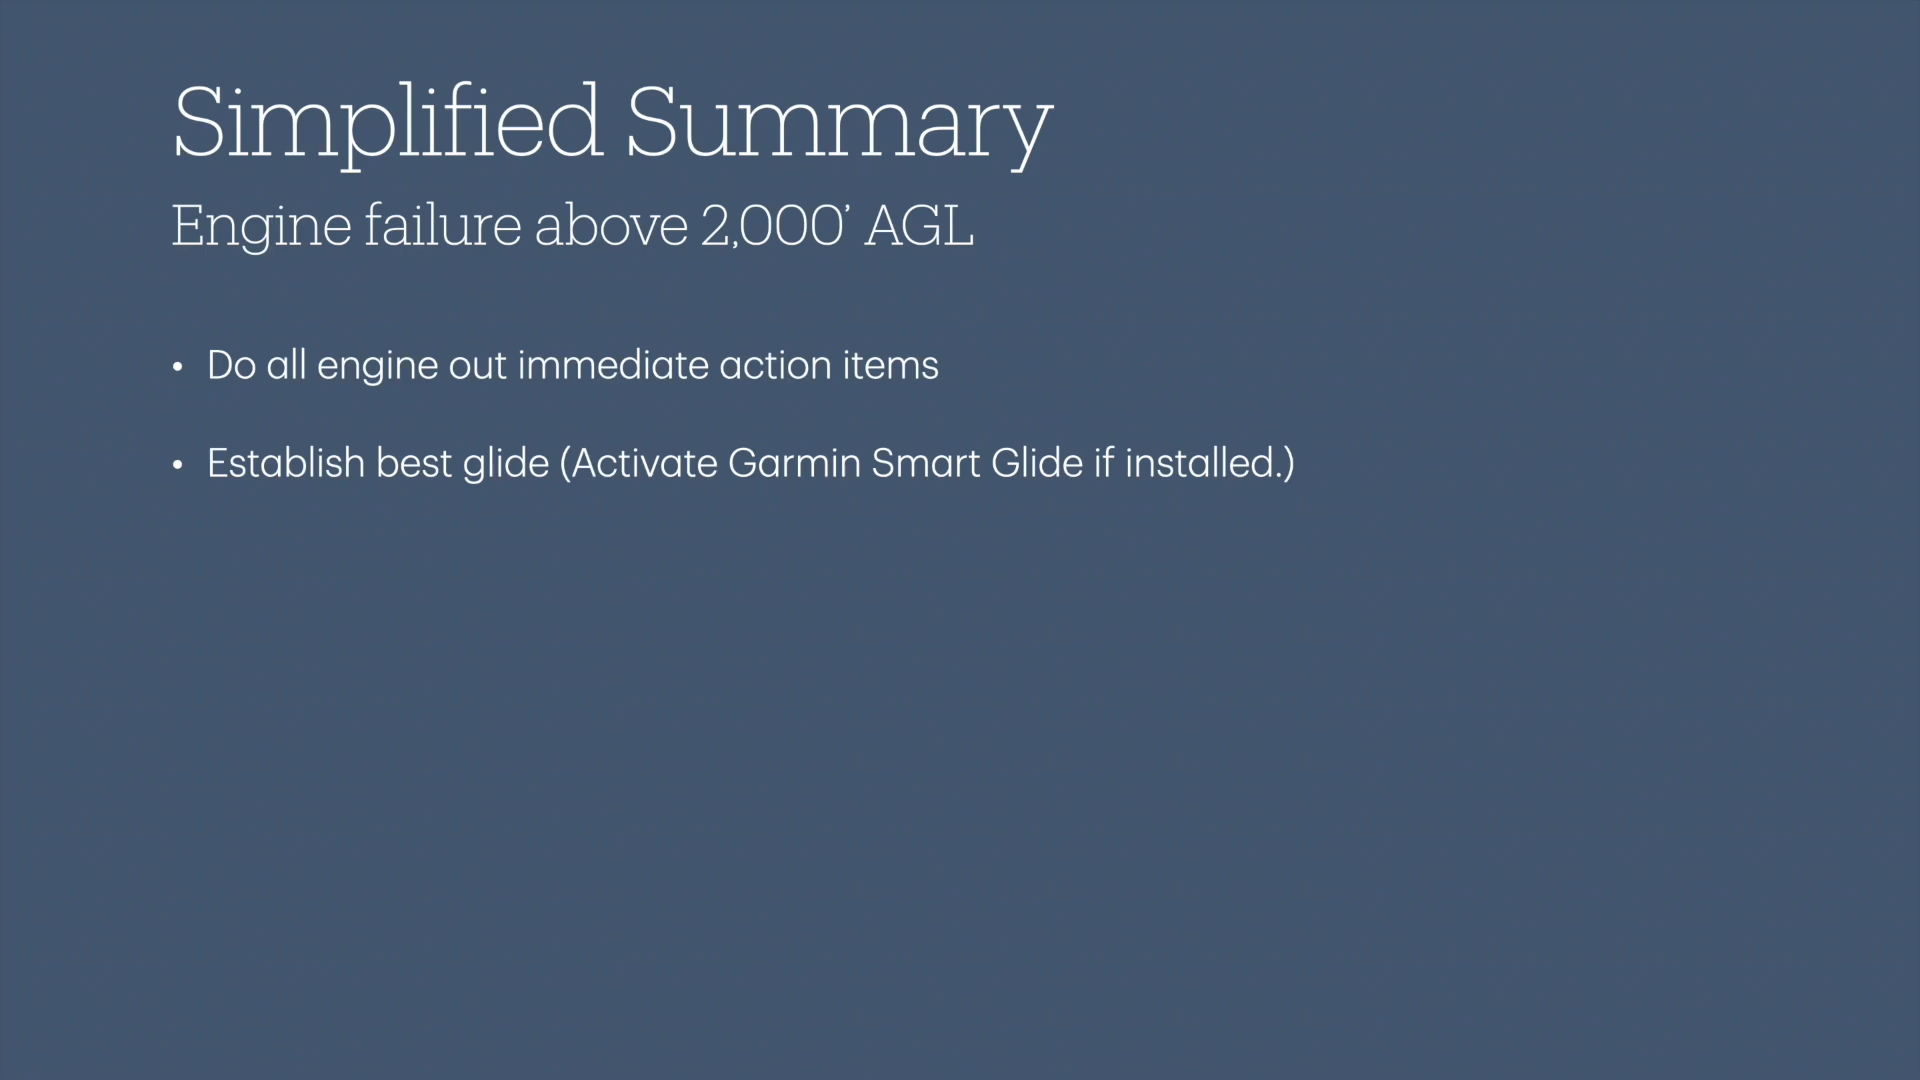 Simplified Summary
Engine failure above 2,000’ AGL
• Do all engine out immediate action items
• Establish best glide (Activate Garmin Smart Glide if installed.)